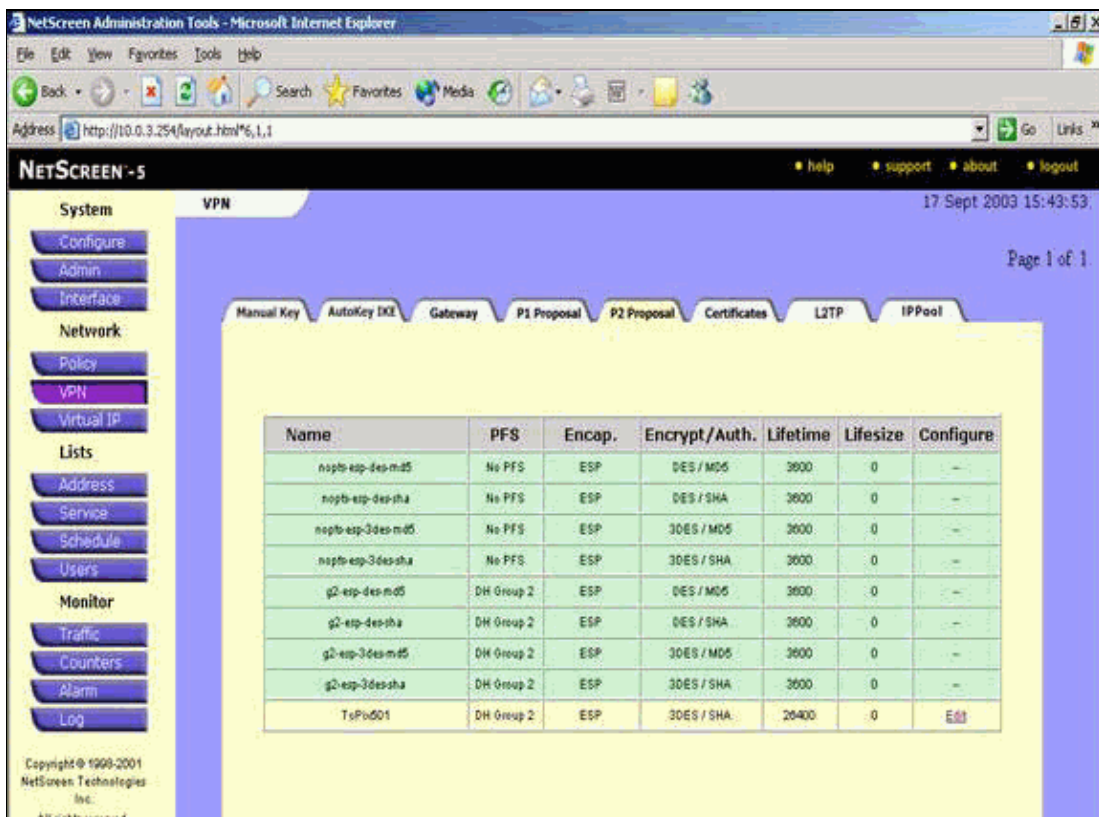 NetScreen Administration Tools - Microsoft Internet Explorer
File Edit View Favorites Tools Help
Back Search Favorites Media
Address http://10.0.3.254/layout.html*6,1,1 Go Links »
NETSCREEN-5 help support about logout
VPN 17 Sept 2003 15:43:53
Page 1 of 1
System
Configure
Admin
Interface
Network
Policy
VPN
Virtual IP
Lists
Address
Service
Schedule
Users
Monitor
Traffic
Counters
Alarm
Log
Copyright © 1998-2001
NetScreen Technologies
Inc.
All rights reserved
Manual Key AutoKey IKE Gateway P1 Proposal P2 Proposal Certificates L2TP IPPool
Name PFS Encap. Encrypt/Auth. Lifetime Lifesize Configure
nopfs-esp-des-md5 No PFS ESP DES / MD5 3600 0 --
nopfs-esp-des-sha No PFS ESP DES / SHA 3600 0 --
nopfs-esp-3des-md5 No PFS ESP 3DES / MD5 3600 0 --
nopfs-esp-3des-sha No PFS ESP 3DES / SHA 3600 0 --
g2-esp-des-md5 DH Group 2 ESP DES / MD5 3600 0 --
g2-esp-des-sha DH Group 2 ESP DES / SHA 3600 0 --
g2-esp-3des-md5 DH Group 2 ESP 3DES / MD5 3600 0 --
g2-esp-3des-sha DH Group 2 ESP 3DES / SHA 3600 0 --
ToPix501 DH Group 2 ESP 3DES / SHA 26400 0 Edit